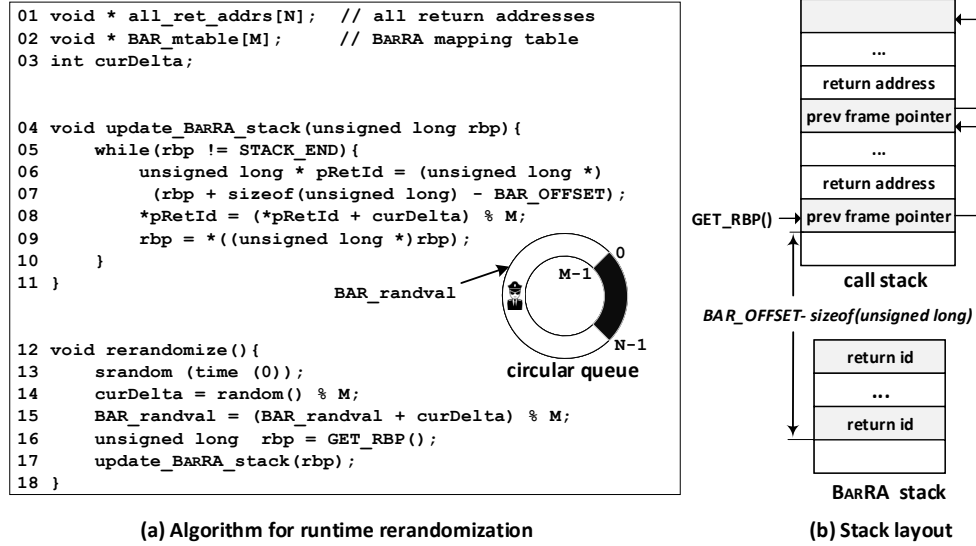 01 void * all_ret_addrs[N];  // all return addresses
02 void * BAR_mtable[M];     // BARRA mapping table
03 int curDelta;
04 void update_BARRA_stack(unsigned long rbp){
05     while(rbp != STACK_END){
06         unsigned long * pRetId = (unsigned long *)
07          (rbp + sizeof(unsigned long) - BAR_OFFSET);
08         *pRetId = (*pRetId + curDelta) % M;
09         rbp = *((unsigned long *)rbp);
10     }
11 }
BAR_randval
0
M-1
N-1
circular queue
12 void rerandomize(){
13     srandom (time (0));
14     curDelta = random() % M;
15     BAR_randval = (BAR_randval + curDelta) % M;
16     unsigned long  rbp = GET_RBP();
17     update_BARRA_stack(rbp);
18 }
(a) Algorithm for runtime rerandomization
...
return address
prev frame pointer
...
return address
GET_RBP()
prev frame pointer
call stack
BAR_OFFSET- sizeof(unsigned long)
return id
...
return id
BARRA stack
(b) Stack layout